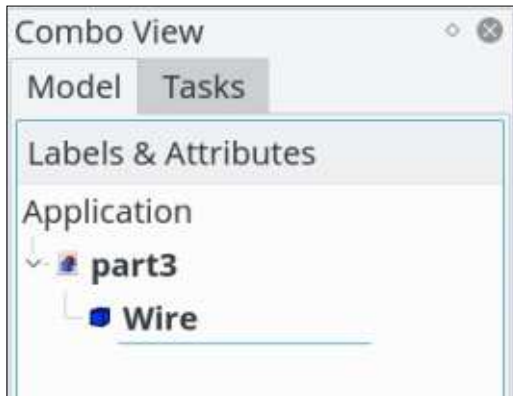 Combo View
Model Tasks
Labels & Attributes
Application
part3
Wire